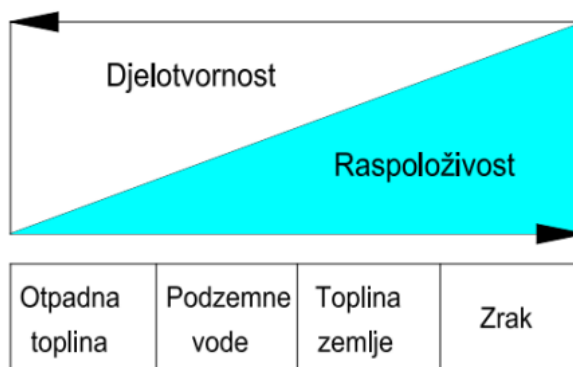 Djelotvornost
Raspoloživost
Otpadna
toplina
Podzemne
vode
Toplina
zemlje
Zrak